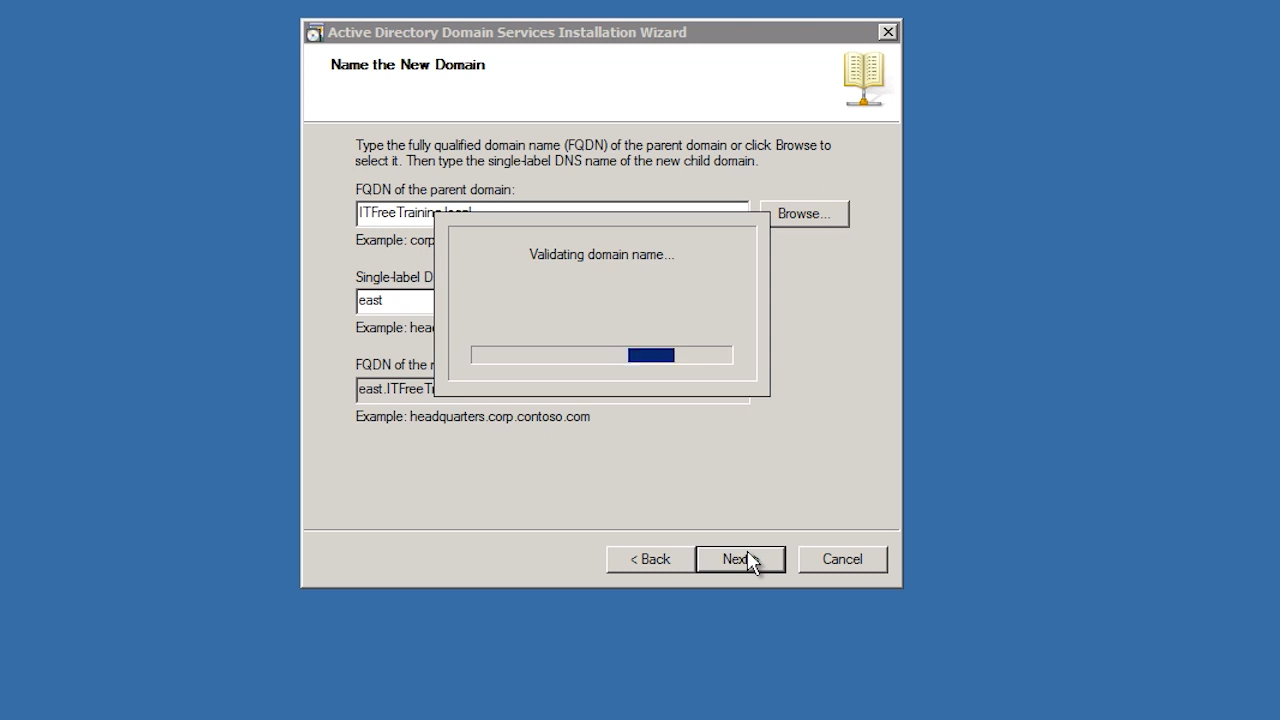 Active Directory Domain Services Installation Wizard
Name the New Domain
Type the fully qualified domain name (FQDN) of the parent domain or click Browse to
select it. Then type the single-label DNS name of the new child domain.
FQDN of the parent domain:
Browse...
Example:
Single-label
Validating domain name...
east
Example:
FQDN of the
Example: headquarters.corp.contoso.com
< Back
Cancel